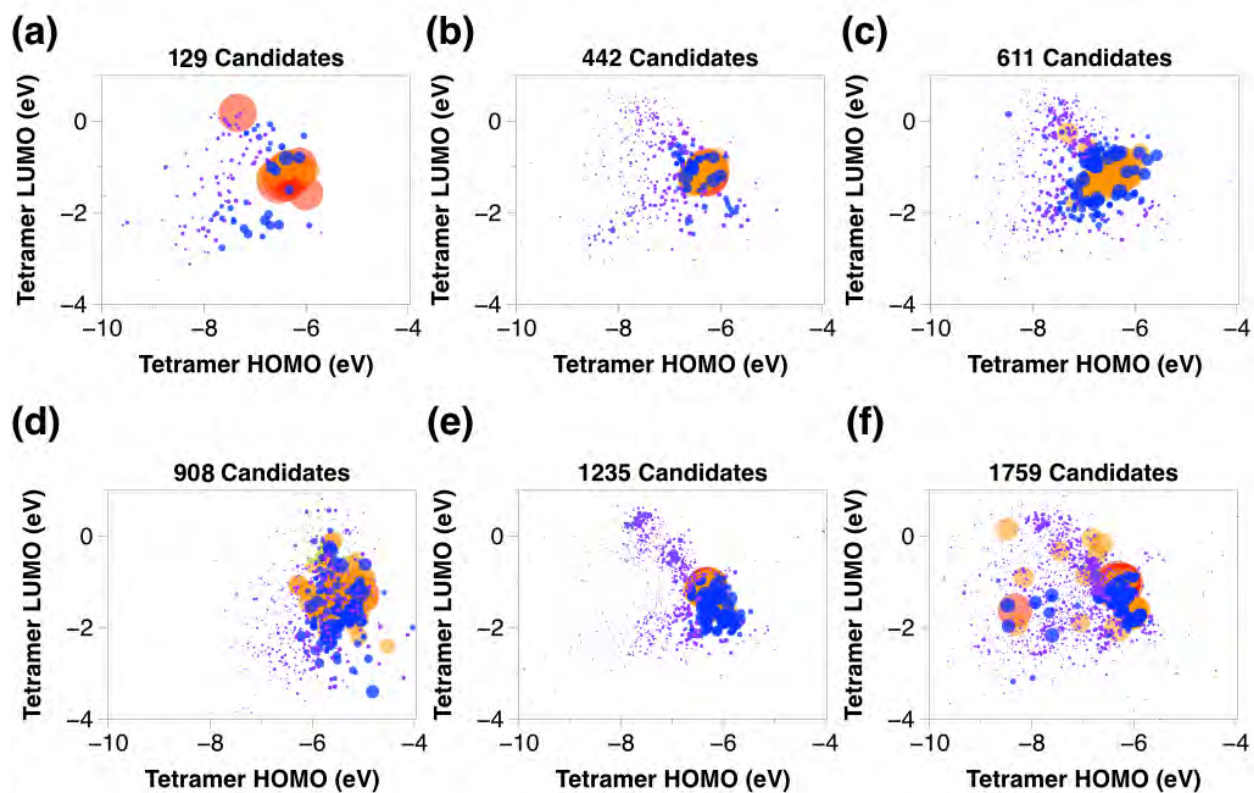 (a)
129 Candidates
Tetramer LUMO (eV)
0
−2
−4
−10
−8
−6
−4
Tetramer HOMO (eV)
(b)
442 Candidates
Tetramer LUMO (eV)
0
−2
−4
−10
−8
−6
−4
Tetramer HOMO (eV)
(c)
611 Candidates
Tetramer LUMO (eV)
0
−2
−4
−10
−8
−6
−4
Tetramer HOMO (eV)
(d)
908 Candidates
Tetramer LUMO (eV)
0
−2
−4
−10
−8
−6
−4
Tetramer HOMO (eV)
(e)
1235 Candidates
Tetramer LUMO (eV)
0
−2
−4
−10
−8
−6
−4
Tetramer HOMO (eV)
(f)
1759 Candidates
Tetramer LUMO (eV)
0
−2
−4
−10
−8
−6
−4
Tetramer HOMO (eV)